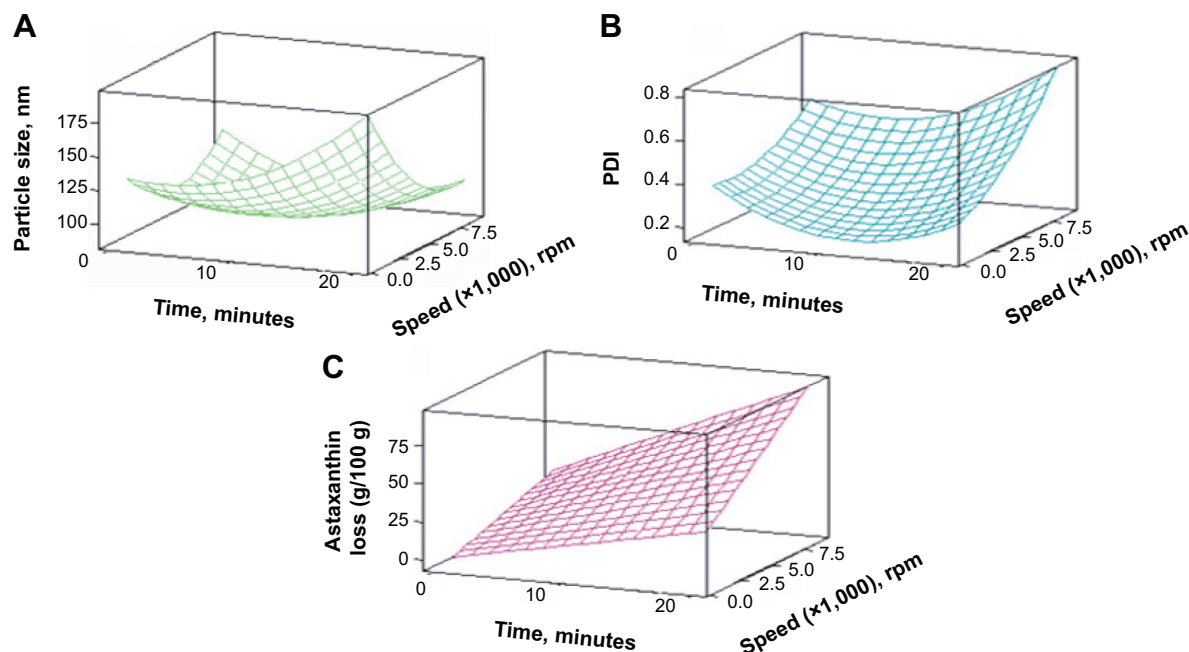 A
Particle size, nm
175
150
125
100
0
10
20
Time, minutes
0.0
2.5
5.0
7.5
Speed (×1,000), rpm
B
PDI
0.8
0.6
0.4
0.2
0
10
20
Time, minutes
0.0
2.5
5.0
7.5
Speed (×1,000), rpm
C
Astaxanthin
loss (g/100 g)
75
50
25
0
0
10
20
Time, minutes
0.0
2.5
5.0
7.5
Speed (×1,000), rpm